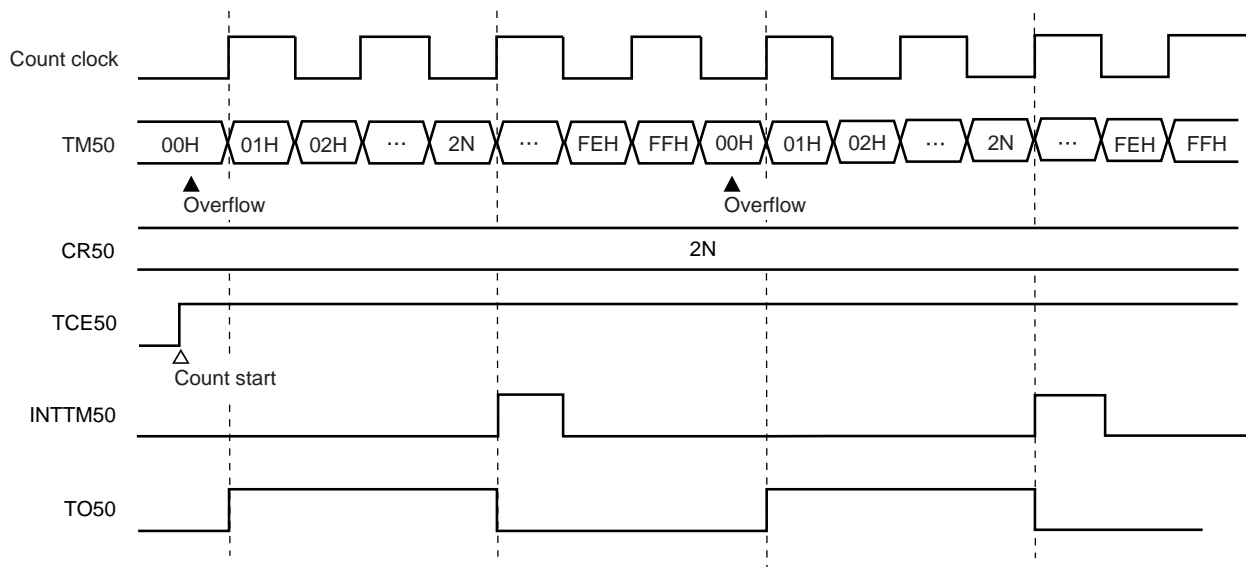 Count clock
TM50
00H 01H 02H ... 2N ... FEH FFH 00H 01H 02H ... 2N ... FEH FFH
Overflow Overflow
CR50
2N
TCE50
Count start
INTTM50
TO50